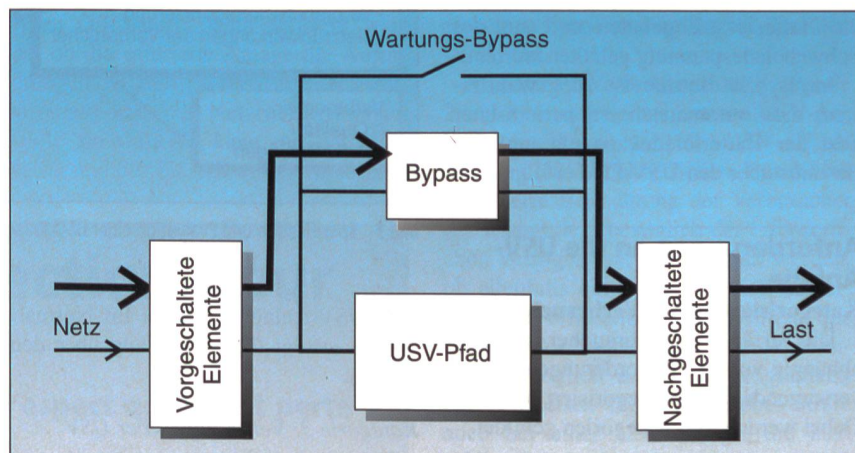 Wartungs-Bypass
Bypass
Vorgeschaltete
Elemente
Netz
USV-Pfad
Nachgeschaltete
Elemente
Last